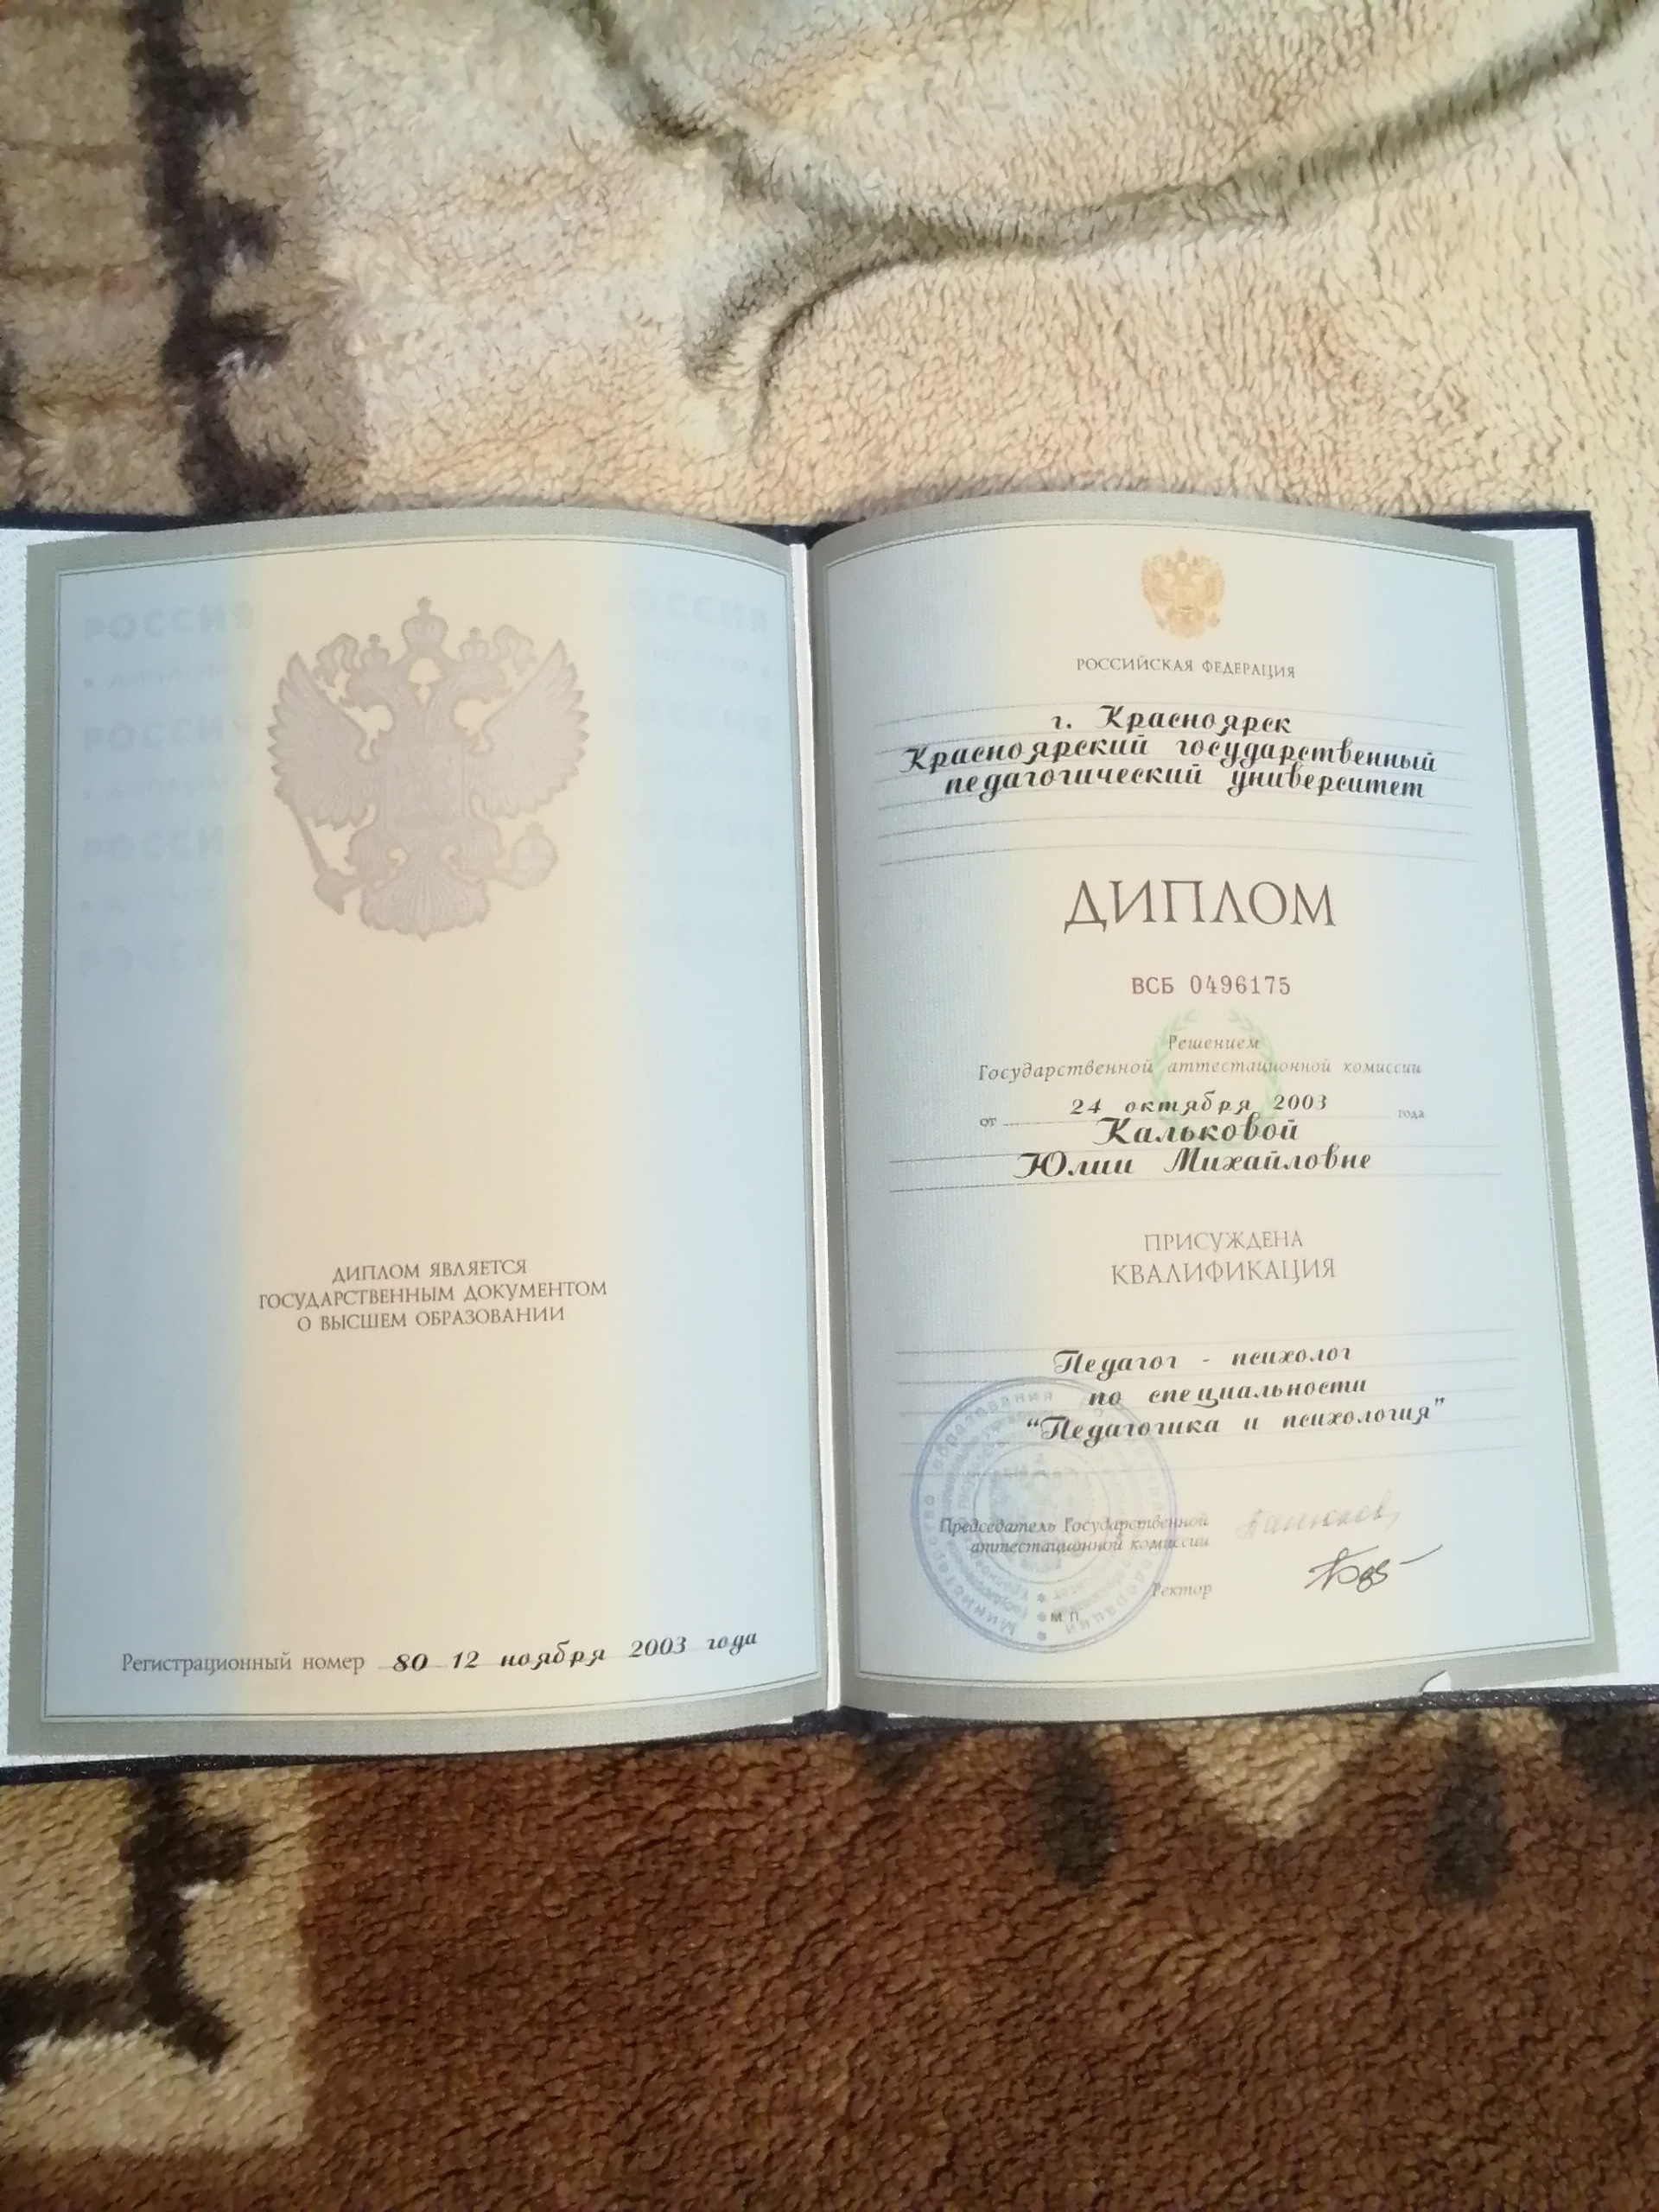 РОССИЯ
РОССИЯ
РОССИЯ
РОССИЯ
ДИПЛОМ ЯВЛЯЕТСЯ
ГОСУДАРСТВЕННЫМ ДОКУМЕНТОМ
О ВЫСШЕМ ОБРАЗОВАНИИ
Регистрационный номер 80 12 ноября 2003 года
РОССИЙСКАЯ ФЕДЕРАЦИЯ
г. Красноярск
Красноярский государственный
педагогический университет
ДИПЛОМ
ВСБ 0496175
Решением
Государственной аттестационной комиссии
от 24 октября 2003 года
Кальковой
Юлии Михайловне
ПРИСУЖДЕНА
КВАЛИФИКАЦИЯ
Педагог - психолог
по специальности
“Педагогика и психология”
Председатель Государственной
аттестационной комиссии
Ректор
М.П.